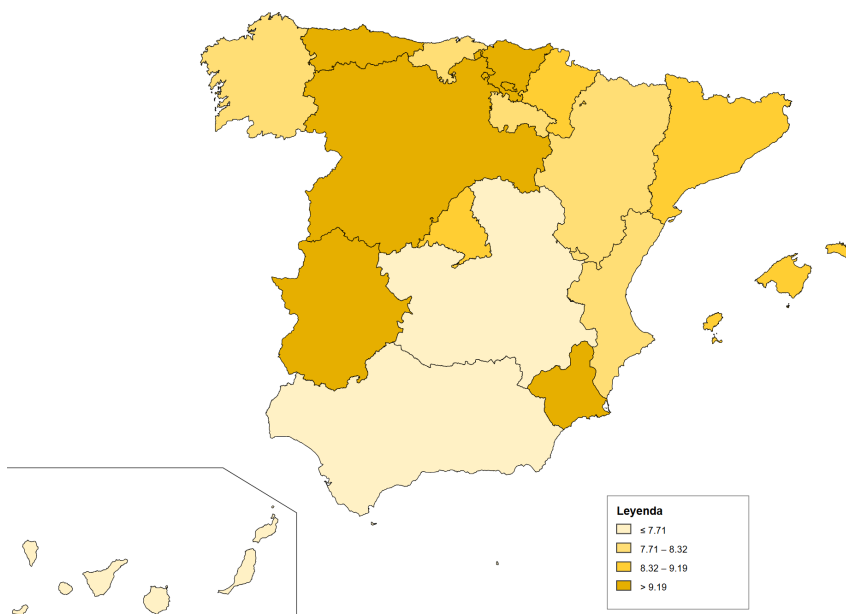 Leyenda
≤ 7.71
7.71 – 8.32
8.32 – 9.19
> 9.19